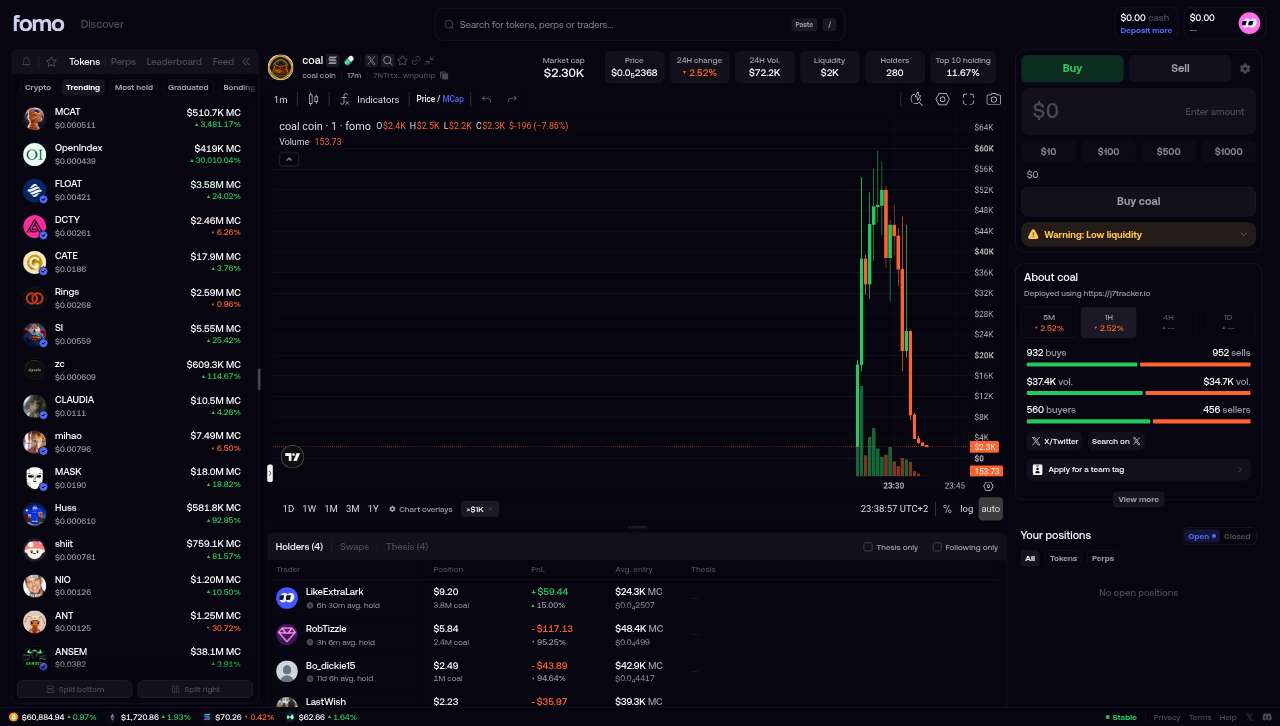 fomo
Discover
Search for tokens, perps or traders...
Paste
/
$0.00 cash
Deposit more
$0.00
Tokens Perps Leaderboard Feed
Crypto Trending Most held Graduated Bonding
MCAT $510.7K MC
$0.000511 3,481.17%
OpenIndex $419K MC
$0.000439 30,010.04%
FLOAT $3.58M MC
$0.00421 24.02%
DCTY $2.46M MC
$0.00261 6.26%
CATE $17.9M MC
$0.0186 3.76%
Rings $2.59M MC
$0.00268 0.96%
SI $5.55M MC
$0.00559 25.42%
zc $609.3K MC
$0.000609 114.67%
CLAUDIA $10.5M MC
$0.0111 4.26%
mihao $7.49M MC
$0.00796 6.50%
MASK $18.0M MC
$0.0190 18.82%
Huss $581.8K MC
$0.000610 92.85%
shiit $759.1K MC
$0.000781 81.57%
NIO $1.20M MC
$0.00126 10.50%
ANT $1.25M MC
$0.00125 30.72%
ANSEM $38.1M MC
$0.0382 3.91%
Split bottom Split right
coal
coal coin 17m
Market cap
$2.30K
Price
$0.0₅2368
24H change
2.52%
24H Vol.
$72.2K
Liquidity
$2K
Holders
280
Top 10 holding
11.67%
1m Indicators Price / MCap
coal coin · 1 · fomo O$2.4K H$2.5K L$2.2K C$2.3K $-196 (−7.86%)
Volume 153.73
$64K
$60K
$56K
$52K
$48K
$44K
$40K
$36K
$32K
$28K
$24K
$20K
$16K
$12K
$8K
$4K
$2.3K
$0
153.73
23:30 23:45
1D 1W 1M 3M 1Y Chart overlays >$1K
23:38:57 UTC+2 % log auto
Holders (4) Swaps Thesis (4)
Thesis only Following only
Trader Position PnL Avg. entry Thesis
LikeExtraLark $9.20 +$59.44 $24.3K MC
6h 30m avg. hold 3.8M coal 15.00% $0.0₄2507
RobTizzle $5.84 -$117.13 $48.4K MC
3h 6m avg. hold 2.4M coal 95.25% $0.0₄499
Bo_dickie15 $2.49 -$43.89 $42.9K MC
11d 6h avg. hold 1M coal 94.64% $0.0₄4417
LastWish $2.23 -$35.97 $39.3K MC
Buy Sell
$0 Enter amount
$10 $100 $500 $1000
$0
Buy coal
Warning: Low liquidity
About coal
Deployed using https://j7tracker.io
5M 1H 4H 1D
2.52% 2.52% -- --
932 buys 952 sells
$37.4K vol. $34.7K vol.
560 buyers 456 sellers
X/Twitter Search on X
Apply for a team tag
View more
Your positions
Open Closed
All Tokens Perps
No open positions
$60,884.94 0.97% $1,720.86 1.93% $70.26 0.42% $62.66 1.64%
Stable Privacy Terms Help